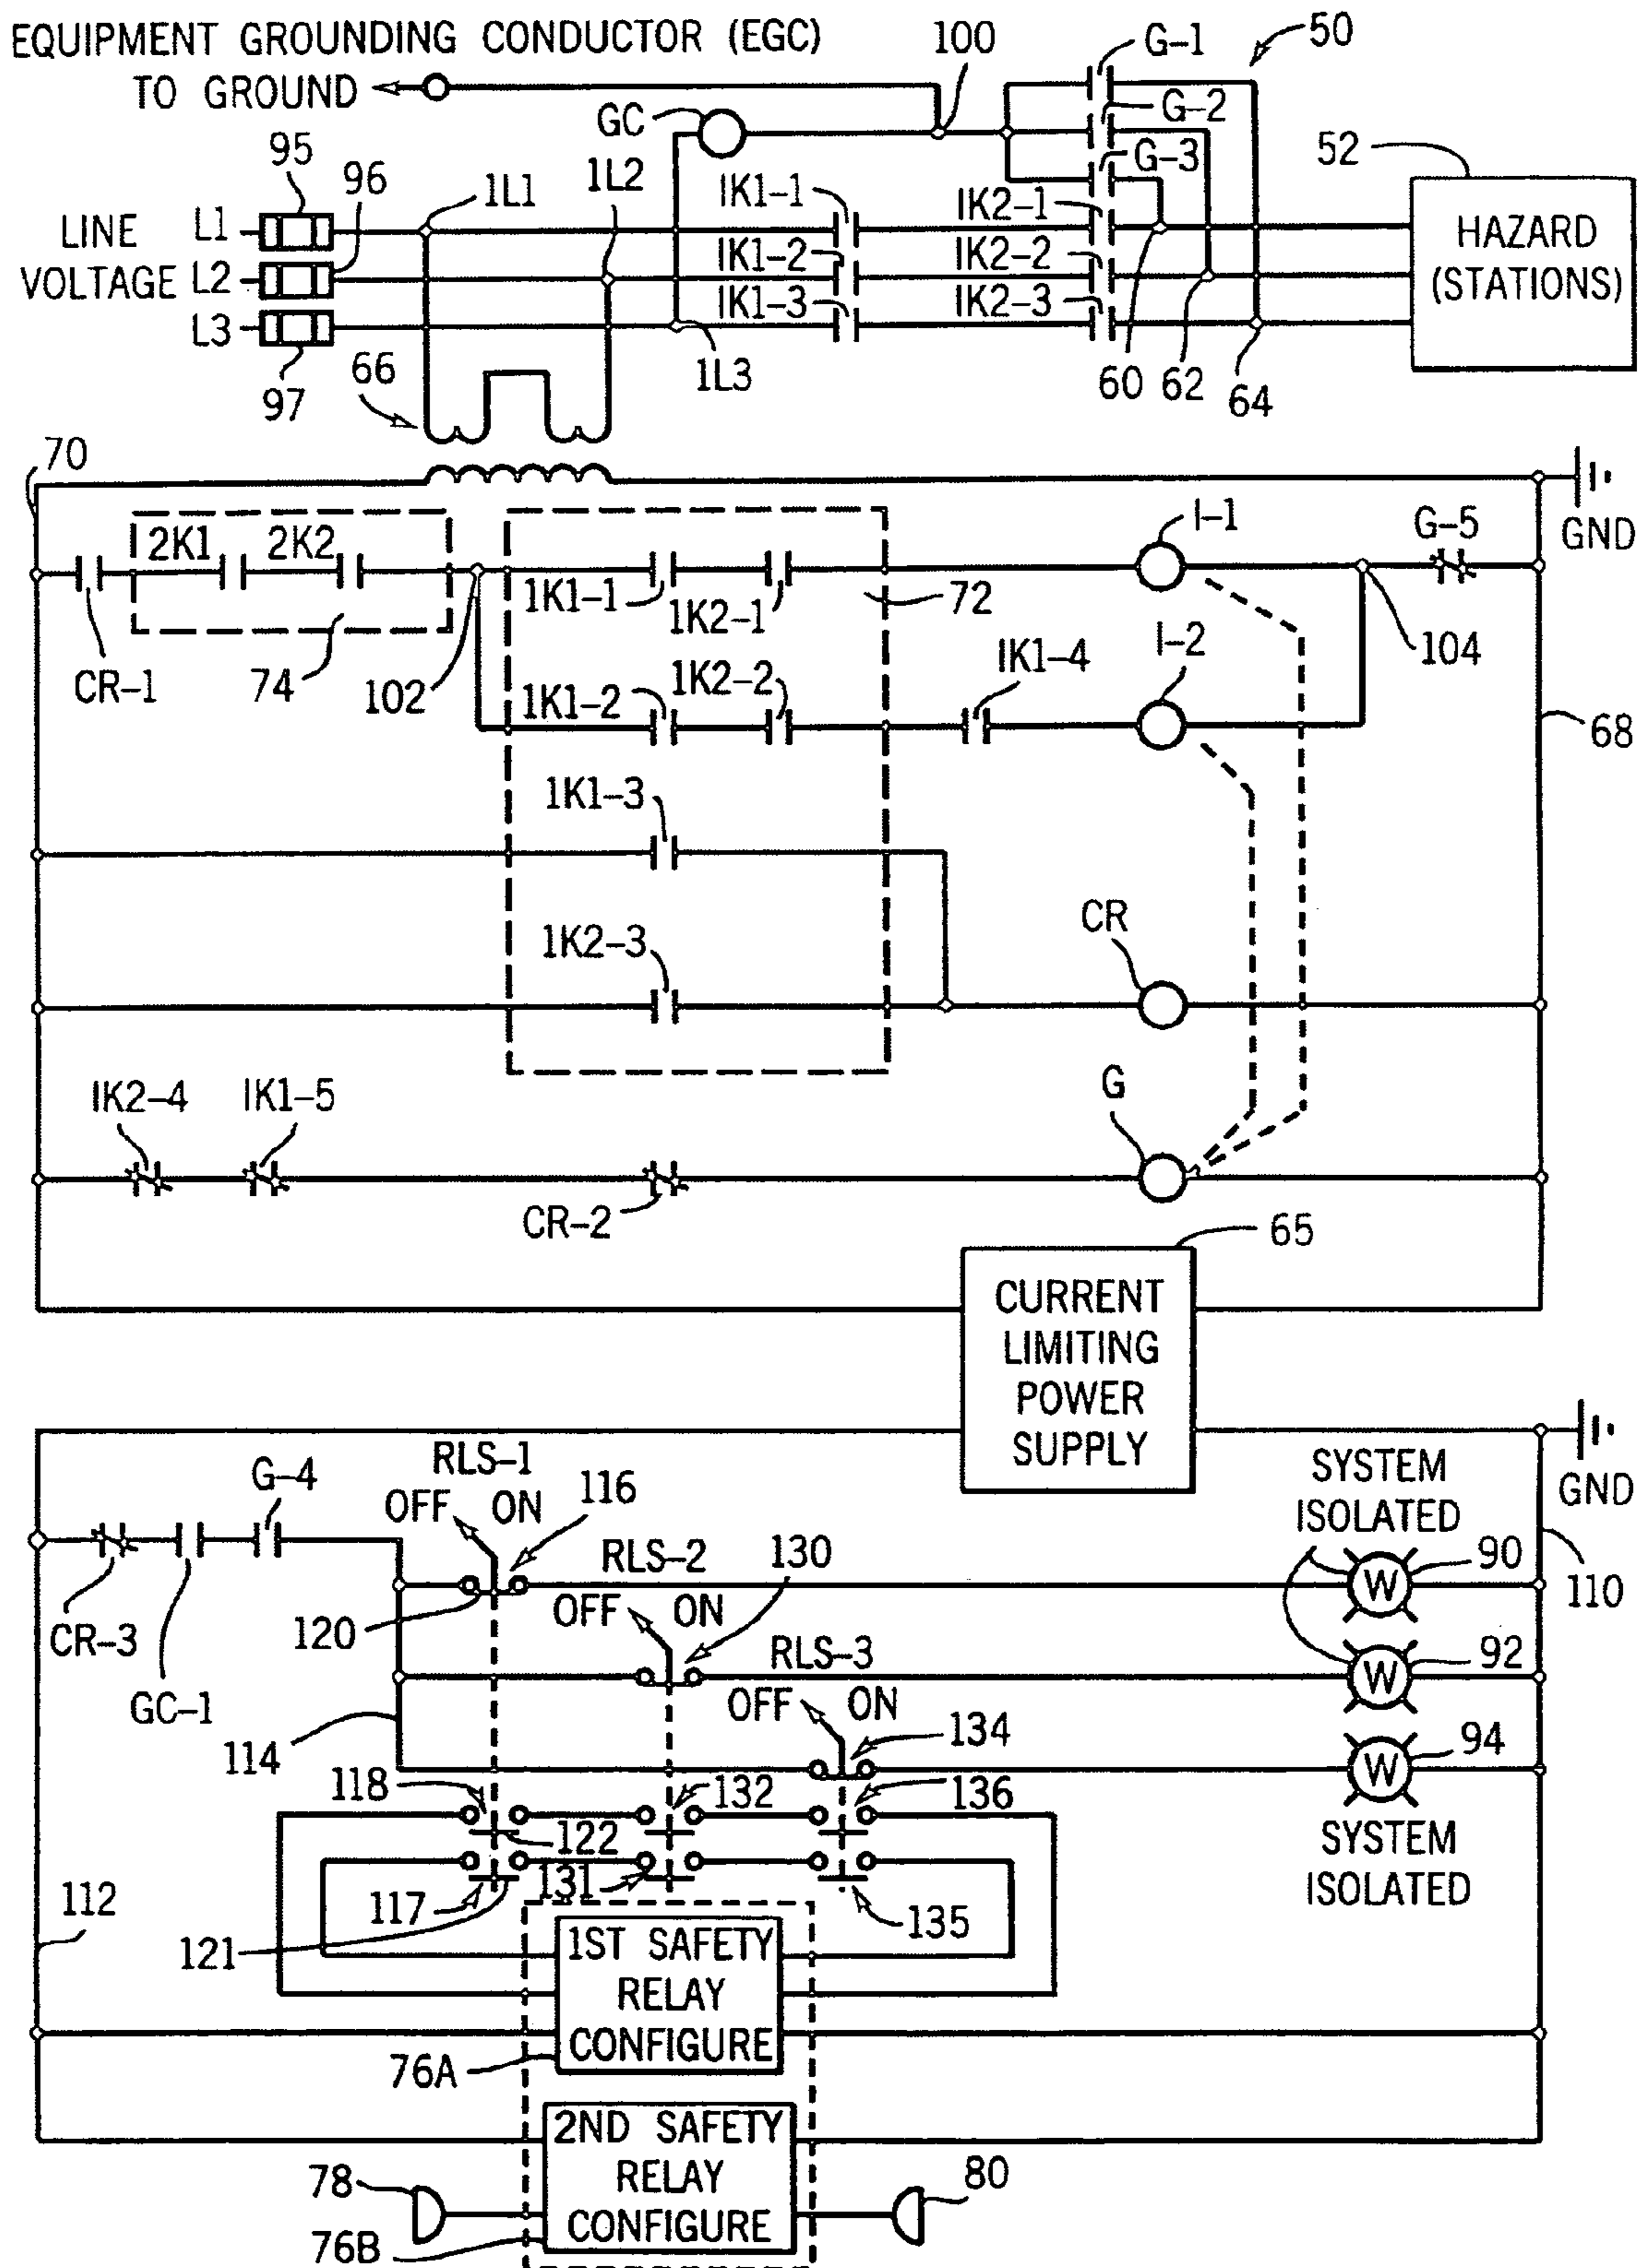 EQUIPMENT GROUNDING CONDUCTOR (EGC)
TO GROUND
100
G-1
50
GC
G-2
G-3
52
95
96
1L1
1L2
LINE
VOLTAGE
L1
L2
L3
IK1-1
IK1-2
IK1-3
IK2-1
IK2-2
IK2-3
HAZARD
(STATIONS)
97
66
1L3
60
62
64
70
GND
2K1
2K2
I-1
G-5
1K1-1
1K2-1
72
CR-1
74
102
1K1-2
1K2-2
IK1-4
I-2
104
68
1K1-3
1K2-3
CR
IK2-4
IK1-5
CR-2
G
65
CURRENT
LIMITING
POWER
SUPPLY
GND
G-4
RLS-1
OFF
ON
116
SYSTEM
ISOLATED
CR-3
GC-1
120
RLS-2
OFF
ON
130
W
90
110
RLS-3
OFF
ON
134
W
92
114
W
94
118
132
136
122
SYSTEM
ISOLATED
112
117
131
135
121
1ST SAFETY
RELAY
CONFIGURE
76A
2ND SAFETY
RELAY
CONFIGURE
78
80
76B